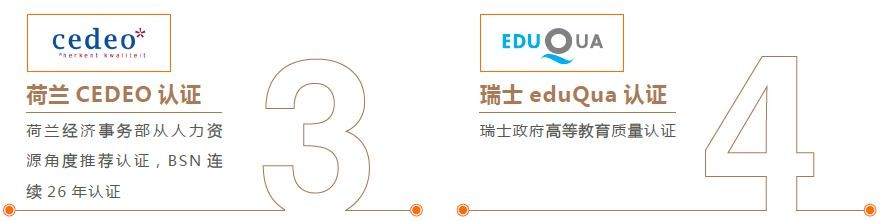 cedeo*
*herkent kwaliteit
荷兰 CEDEO 认证
荷兰经济事务部从人力资
源角度推荐认证，BSN 连
续 26 年认证
3
EDUQUA
瑞士 eduQua 认证
瑞士政府高等教育质量认证
4